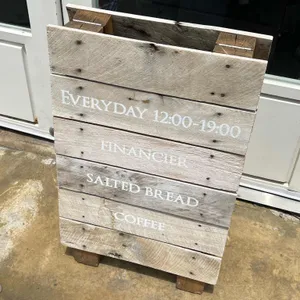 EVERYDAY 12:00-19:00
FINANCIER
SALTED BREAD
COFFEE